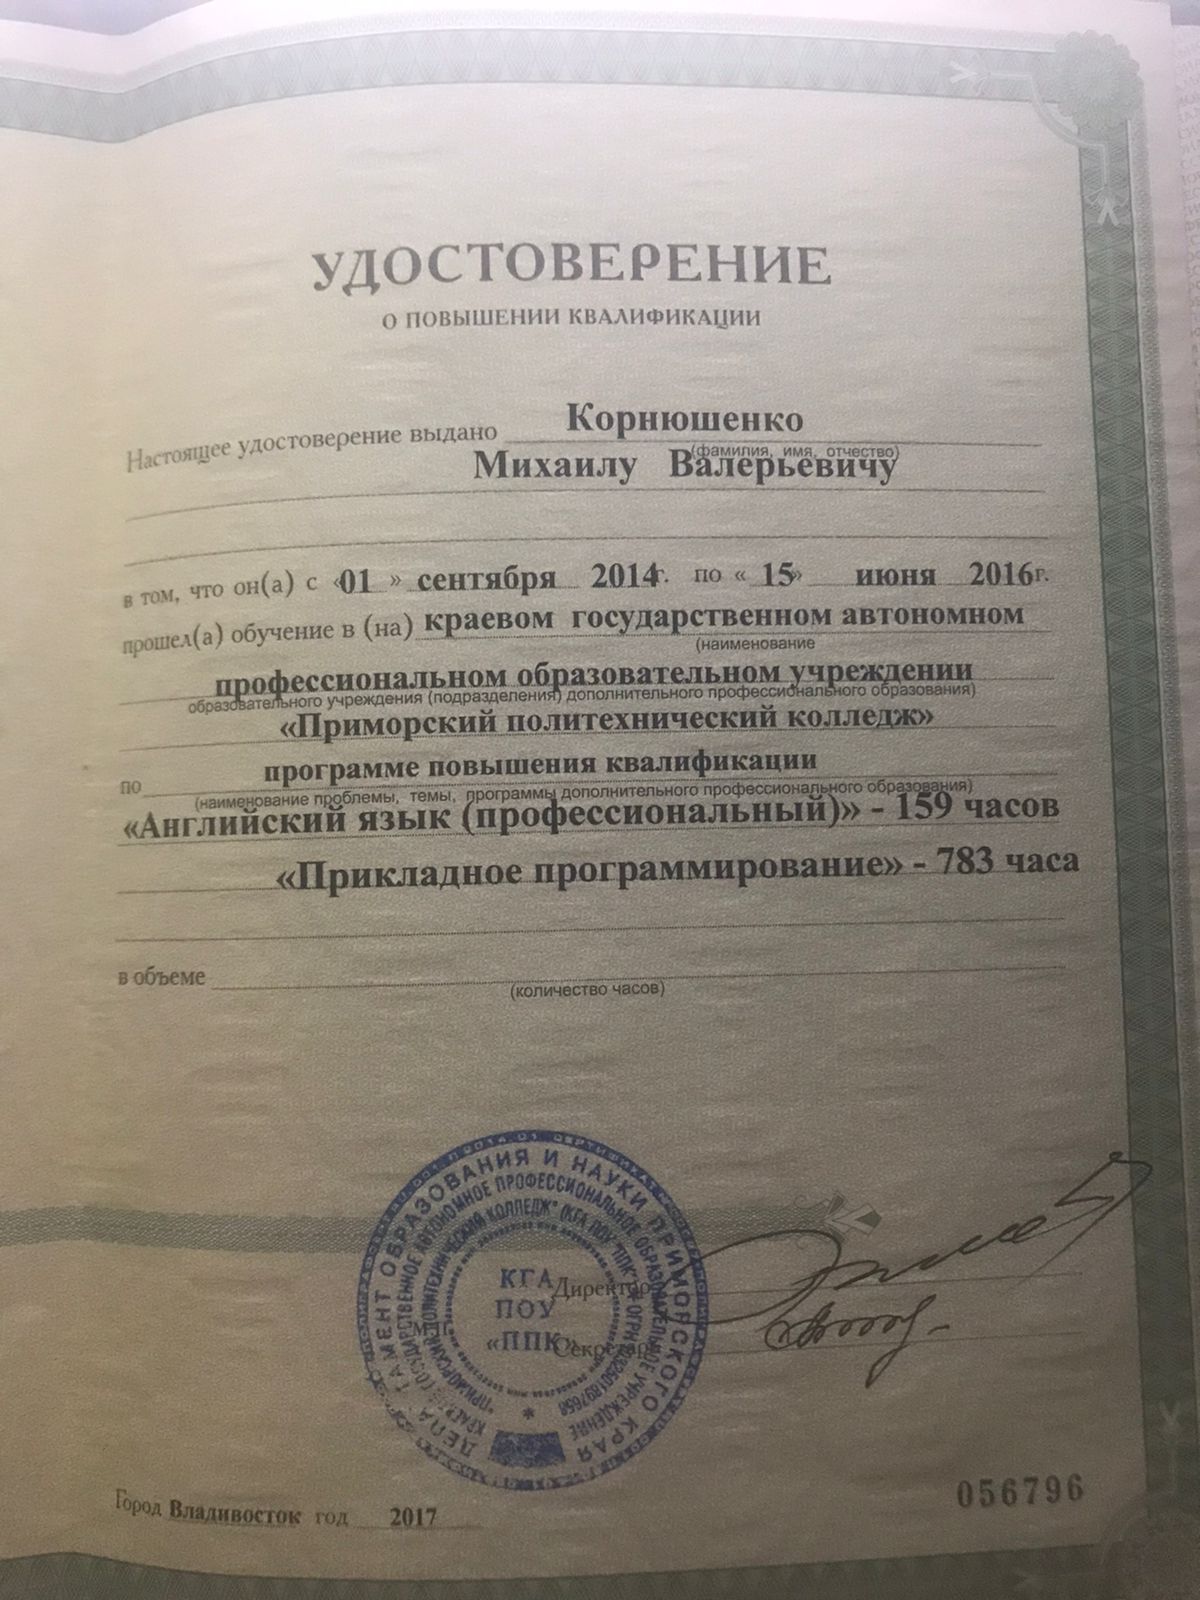 УДОСТОВЕРЕНИЕ
О ПОВЫШЕНИИ КВАЛИФИКАЦИИ
Настоящее удостоверение выдано Корнюшенко
(фамилия, имя, отчество)
Михаилу Валерьевичу
в том, что он(а) с «01» сентября 2014г. по «15» июня 2016г.
прошел(а) обучение в (на) краевом государственном автономном
(наименование
профессиональном образовательном учреждении
образовательного учреждения (подразделения) дополнительного профессионального образования)
«Приморский политехнический колледж»
по программе повышения квалификации
(наименование проблемы, темы, программы дополнительного профессионального образования)
«Английский язык (профессиональный)» - 159 часов
«Прикладное программирование» - 783 часа
в объеме
(количество часов)
ОБРАЗОВАНИЯ И НАУКИ ПРИМОРСКОГО КРАЯ
ГОСУДАРСТВЕННОЕ АВТОНОМНОЕ ПРОФЕССИОНАЛЬНОЕ ОБРАЗОВАТЕЛЬНОЕ УЧРЕЖДЕНИЕ
"ПРИМОРСКИЙ ПОЛИТЕХНИЧЕСКИЙ КОЛЛЕДЖ" (КГА ПОУ "ППК")
КГА
ПОУ
«ППК»
Директор
М.П.
Секретарь
Город Владивосток год 2017
056796